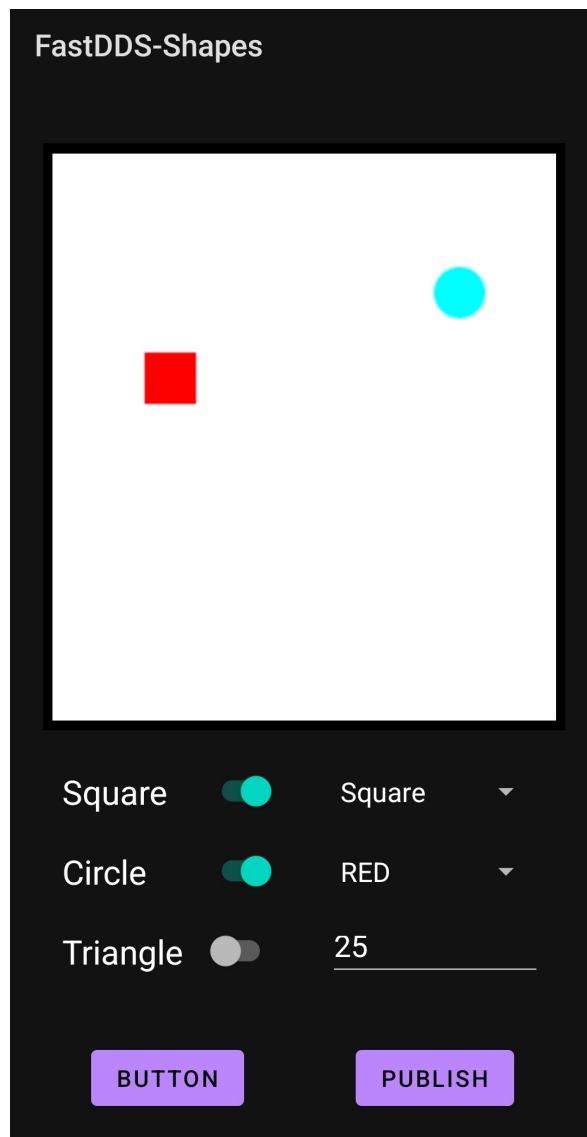 FastDDS-Shapes
Square Square
Circle RED
Triangle 25
BUTTON PUBLISH